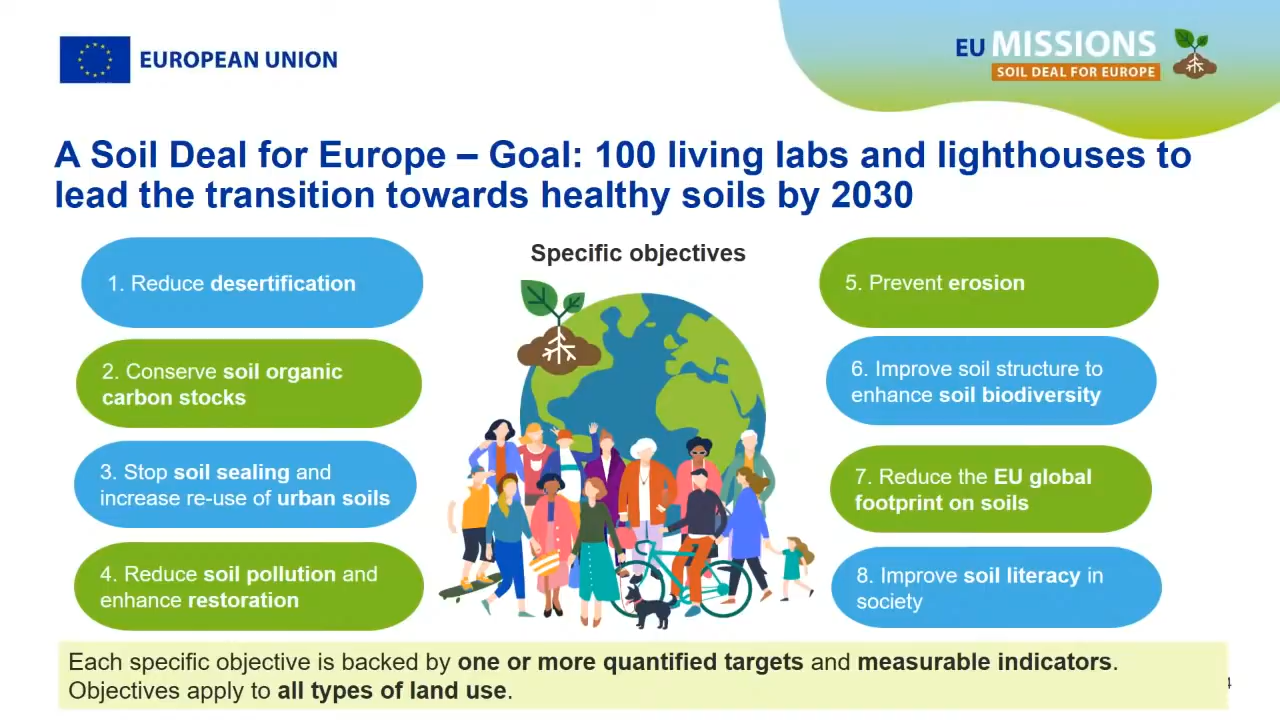 EUROPEAN UNION
EU MISSIONS
SOIL DEAL FOR EUROPE
A Soil Deal for Europe – Goal: 100 living labs and lighthouses to
lead the transition towards healthy soils by 2030
Specific objectives
1. Reduce desertification
2. Conserve soil organic
carbon stocks
3. Stop soil sealing and
increase re-use of urban soils
4. Reduce soil pollution and
enhance restoration
5. Prevent erosion
6. Improve soil structure to
enhance soil biodiversity
7. Reduce the EU global
footprint on soils
8. Improve soil literacy in
society
Each specific objective is backed by one or more quantified targets and measurable indicators.
Objectives apply to all types of land use.
4